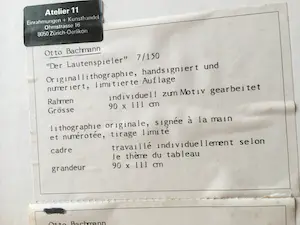 Atelier 11
Einrahmungen + Kunsthandel
Ohmstrasse 16
8050 Zürich-Oerlikon
Otto Bachmann
"Der Lautenspieler" 7/150
Originallithographie, handsigniert und
numeriert, limitierte Auflage
Rahmen individuell zum Motiv gearbeitet
Grösse 90 x 111 cm
lithographie originale, signée à la main
et numérotée, tirage limité
cadre travaillé individuellement selon
le thème du tableau
grandeur 90 x 111 cm
Otto Bachmann